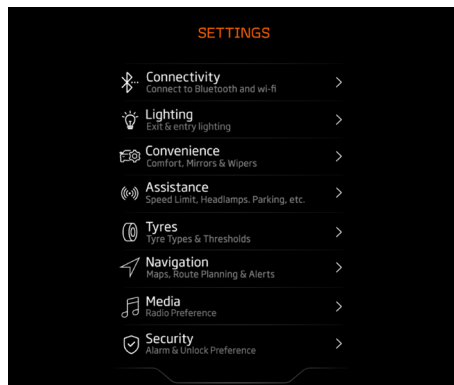 SETTINGS
Connectivity
Connect to Bluetooth and wi-fi
Lighting
Exit & entry lighting
Convenience
Comfort, Mirrors & Wipers
Assistance
Speed Limit, Headlamps. Parking, etc.
Tyres
Tyre Types & Thresholds
Navigation
Maps, Route Planning & Alerts
Media
Radio Preference
Security
Alarm & Unlock Preference